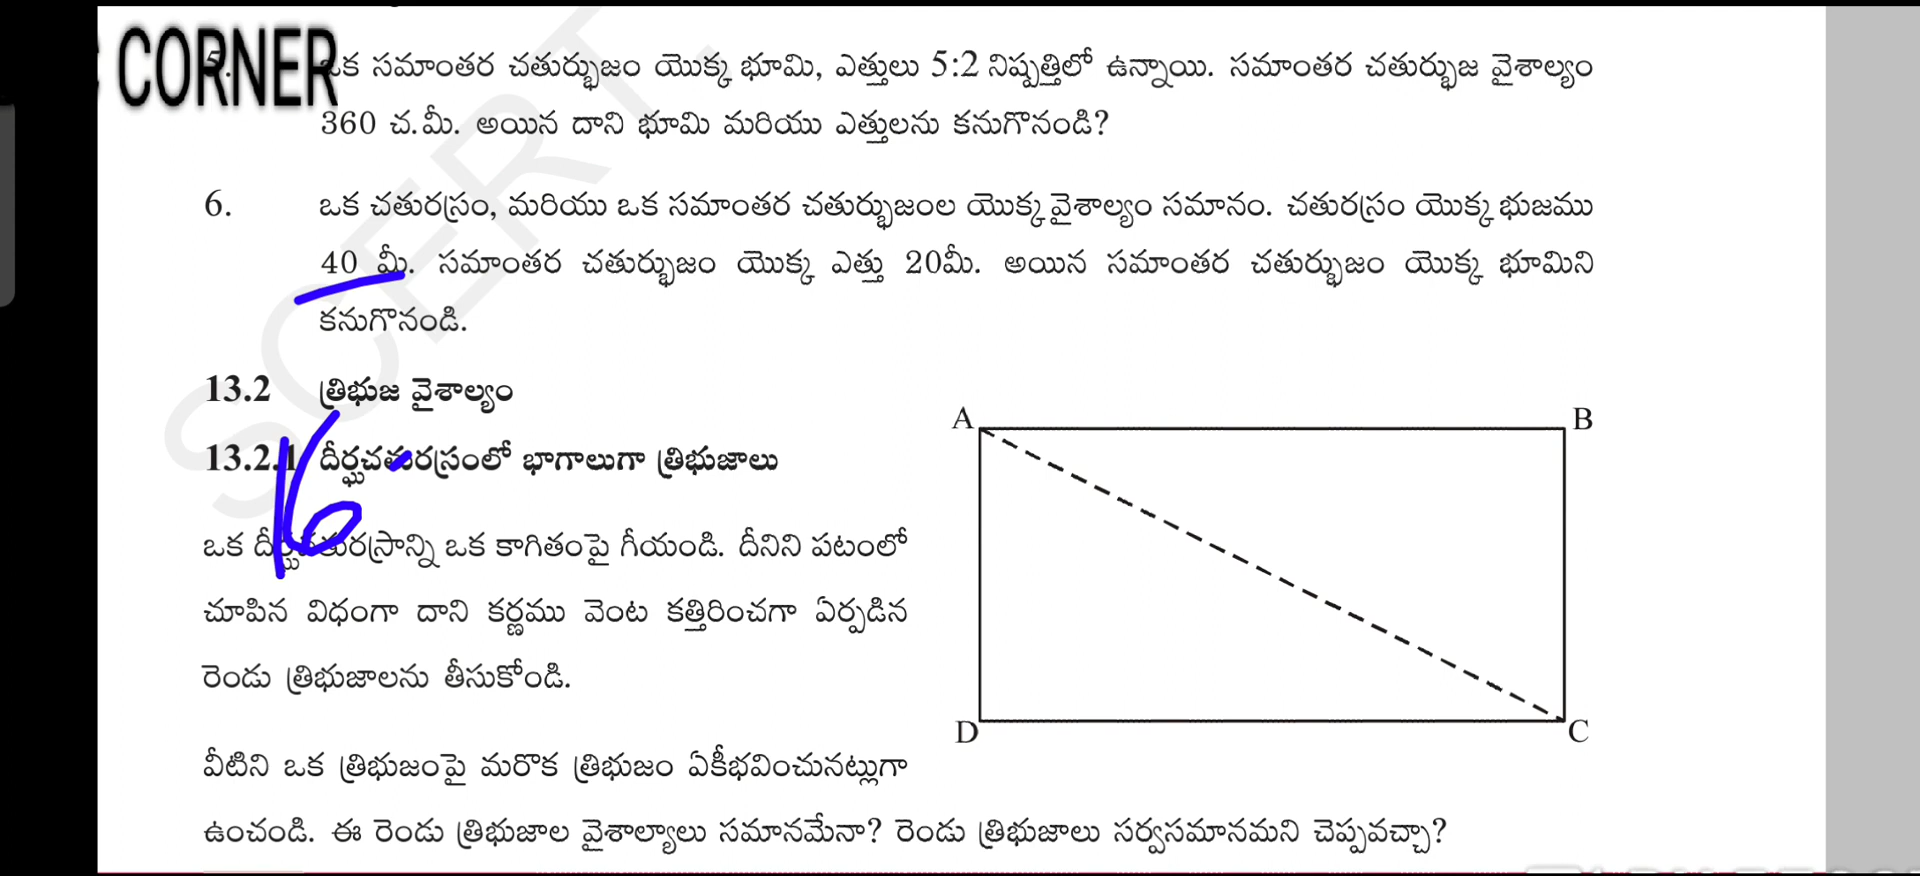 CORNER
5. ఒక సమాంతర చతుర్భుజం యొక్క భూమి, ఎత్తులు 5:2 నిష్పత్తిలో ఉన్నాయి. సమాంతర చతుర్భుజ వైశాల్యం
360 చ.మీ. అయిన దాని భూమి మరియు ఎత్తులను కనుగొనండి?
6. ఒక చతురస్రం, మరియు ఒక సమాంతర చతుర్భుజంల యొక్క వైశాల్యం సమానం. చతురస్రం యొక్క భుజము
40 మీ. సమాంతర చతుర్భుజం యొక్క ఎత్తు 20మీ. అయిన సమాంతర చతుర్భుజం యొక్క భూమిని
కనుగొనండి.
13.2 త్రిభుజ వైశాల్యం
13.2.1 దీర్ఘచతురస్రంలో భాగాలుగా త్రిభుజాలు
16
ఒక దీర్ఘచతురస్రాన్ని ఒక కాగితంపై గీయండి. దీనిని పటంలో
చూపిన విధంగా దాని కర్ణము వెంట కత్తిరించగా ఏర్పడిన
రెండు త్రిభుజాలను తీసుకోండి.
A B
D C
వీటిని ఒక త్రిభుజంపై మరొక త్రిభుజం ఏకీభవించునట్లుగా
ఉంచండి. ఈ రెండు త్రిభుజాల వైశాల్యాలు సమానమేనా? రెండు త్రిభుజాలు సర్వసమానమని చెప్పవచ్చా?
SCERT